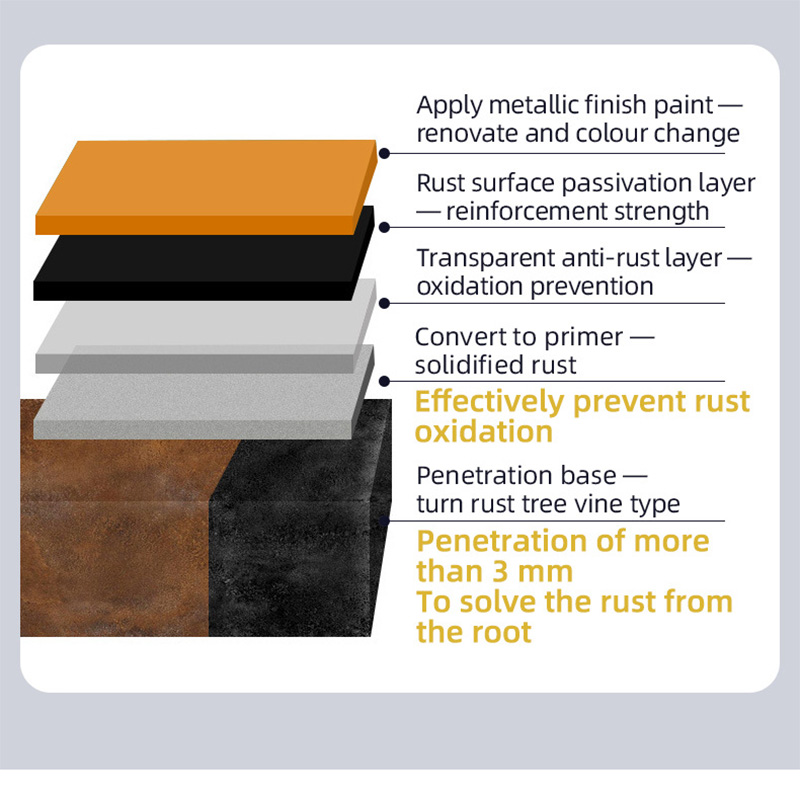 Apply metallic finish paint —
renovate and colour change
Rust surface passivation layer
— reinforcement strength
Transparent anti-rust layer —
oxidation prevention
Convert to primer —
solidified rust
Effectively prevent rust
oxidation
Penetration base —
turn rust tree vine type
Penetration of more
than 3 mm
To solve the rust from
the root